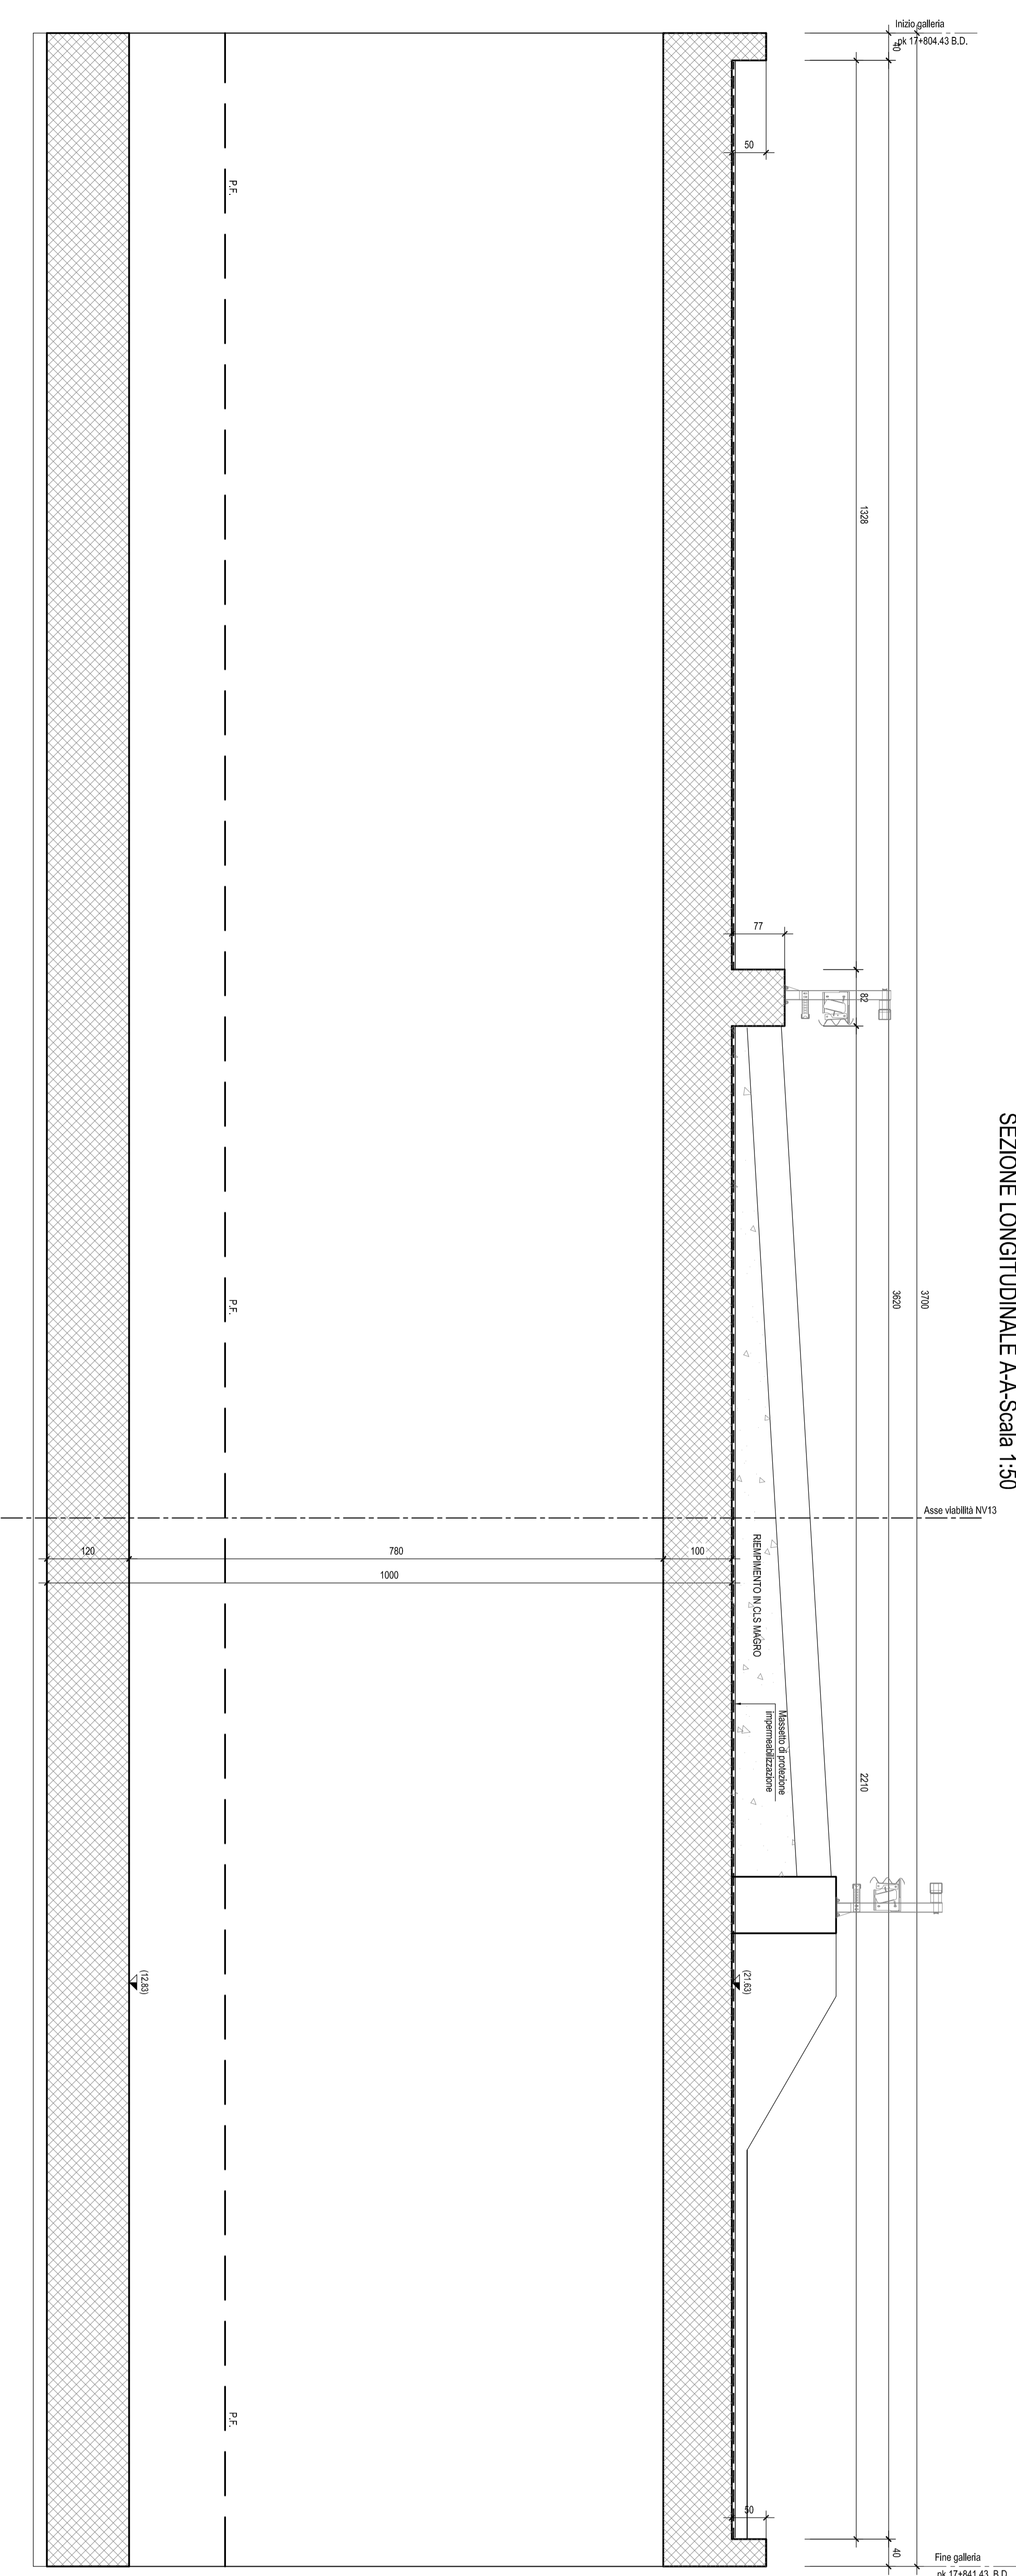 SEZIONE LONGITUDINALE A-A-Scala 1:50
Inizio galleria
pk 17+804.43 B.D.
40
50
P.F.
1328
77
82
3700
3620
P.F.
Asse viabilità NV13
120
780
100
1000
RIEMPIMENTO IN CLS MAGRO
Massetto di protezione
impermeabilizzazione
2210
(12.83)
(21.63)
P.F.
50
40
Fine galleria
pk 17+841.43 B.D.